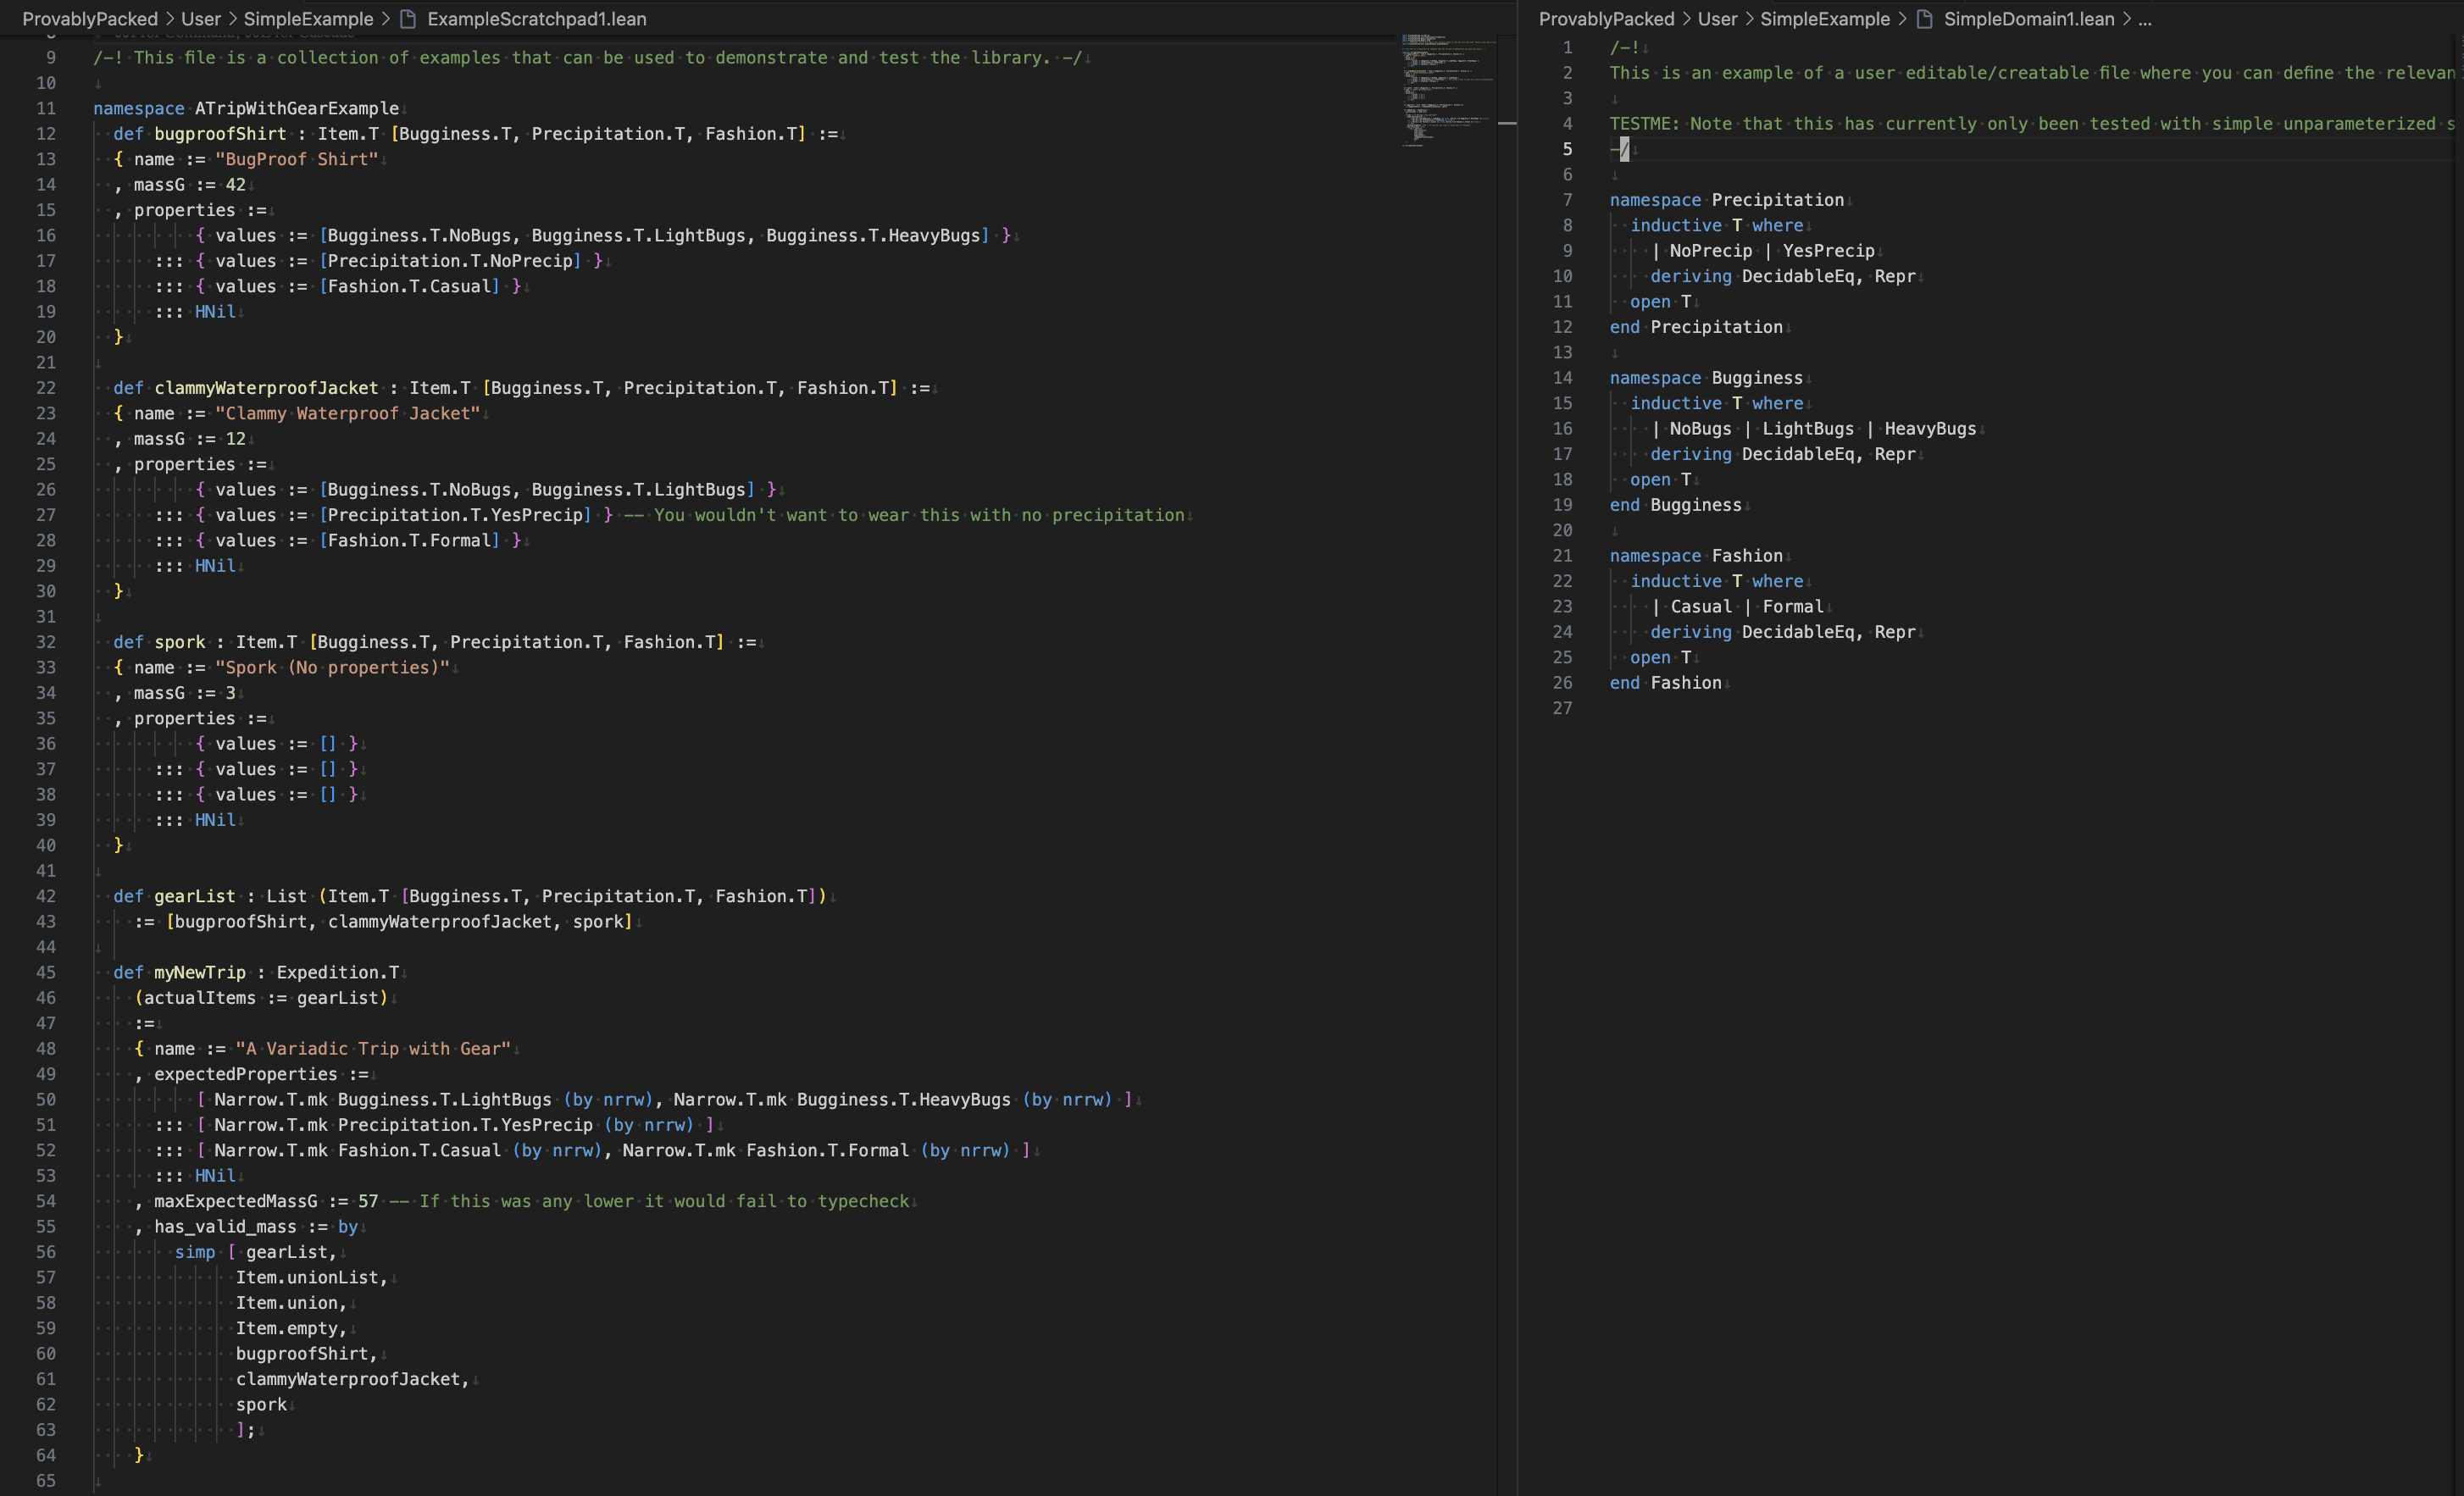 ProvablyPacked > User > SimpleExample > ExampleScratchpad1.lean
9 /-! This file is a collection of examples that can be used to demonstrate and test the library. -/
10
11 namespace ATripWithGearExample
12   def bugproofShirt : Item.T [Bugginess.T, Precipitation.T, Fashion.T] :=
13   { name := "BugProof Shirt"
14   , massG := 42
15   , properties :=
16           { values := [Bugginess.T.NoBugs, Bugginess.T.LightBugs, Bugginess.T.HeavyBugs] }
17       ::: { values := [Precipitation.T.NoPrecip] }
18       ::: { values := [Fashion.T.Casual] }
19       ::: HNil
20   }
21
22   def clammyWaterproofJacket : Item.T [Bugginess.T, Precipitation.T, Fashion.T] :=
23   { name := "Clammy Waterproof Jacket"
24   , massG := 12
25   , properties :=
26           { values := [Bugginess.T.NoBugs, Bugginess.T.LightBugs] }
27       ::: { values := [Precipitation.T.YesPrecip] } -- You wouldn't want to wear this with no precipitation
28       ::: { values := [Fashion.T.Formal] }
29       ::: HNil
30   }
31
32   def spork : Item.T [Bugginess.T, Precipitation.T, Fashion.T] :=
33   { name := "Spork (No properties)"
34   , massG := 3
35   , properties :=
36           { values := [] }
37       ::: { values := [] }
38       ::: { values := [] }
39       ::: HNil
40   }
41
42   def gearList : List (Item.T [Bugginess.T, Precipitation.T, Fashion.T])
43     := [bugproofShirt, clammyWaterproofJacket, spork]
44
45   def myNewTrip : Expedition.T
46     (actualItems := gearList)
47     :=
48     { name := "A Variadic Trip with Gear"
49     , expectedProperties :=
50           [ Narrow.T.mk Bugginess.T.LightBugs (by nrrw), Narrow.T.mk Bugginess.T.HeavyBugs (by nrrw) ]
51       ::: [ Narrow.T.mk Precipitation.T.YesPrecip (by nrrw) ]
52       ::: [ Narrow.T.mk Fashion.T.Casual (by nrrw), Narrow.T.mk Fashion.T.Formal (by nrrw) ]
53       ::: HNil
54     , maxExpectedMassG := 57 -- If this was any lower it would fail to typecheck
55     , has_valid_mass := by
56         simp [ gearList,
57               Item.unionList,
58               Item.union,
59               Item.empty,
60               bugproofShirt,
61               clammyWaterproofJacket,
62               spork
63               ];
64     }
65
ProvablyPacked > User > SimpleExample > SimpleDomain1.lean > ...
1 /-!
2 This is an example of a user editable/creatable file where you can define the relevan
3
4 TESTME: Note that this has currently only been tested with simple unparameterized s
5 -/
6
7 namespace Precipitation
8   inductive T where
9     | NoPrecip | YesPrecip
10     deriving DecidableEq, Repr
11   open T
12 end Precipitation
13
14 namespace Bugginess
15   inductive T where
16     | NoBugs | LightBugs | HeavyBugs
17     deriving DecidableEq, Repr
18   open T
19 end Bugginess
20
21 namespace Fashion
22   inductive T where
23     | Casual | Formal
24     deriving DecidableEq, Repr
25   open T
26 end Fashion
27